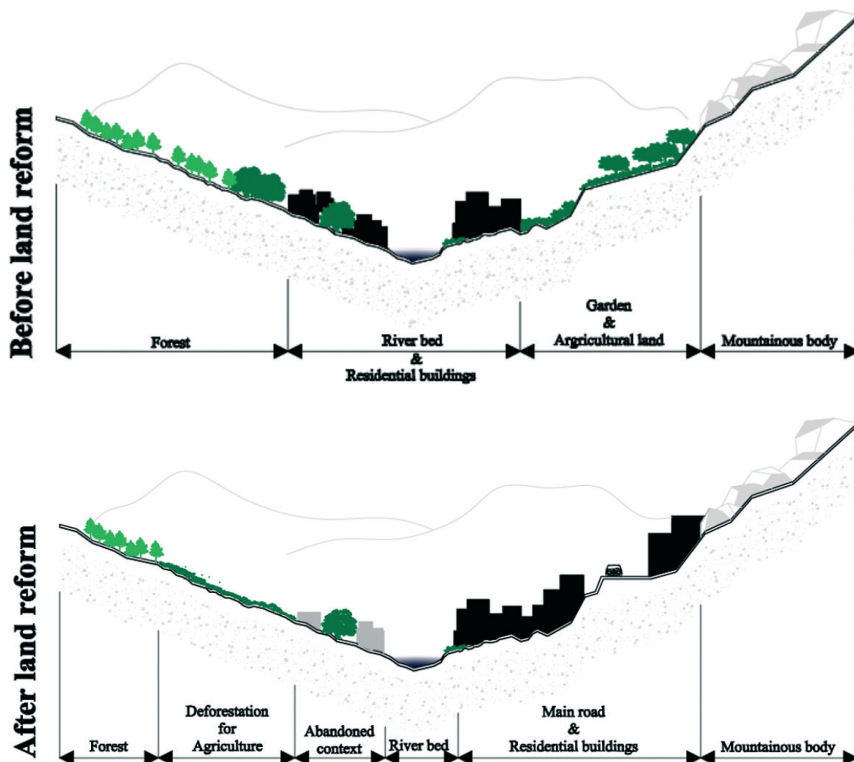 Before land reform
Forest
River bed
&
Residential buildings
Garden
&
Argricultural land
Mountainous body
After land reform
Forest
Deforestation
for
Agriculture
Abandoned
context
River bed
Main road
&
Residential buildings
Mountainous body